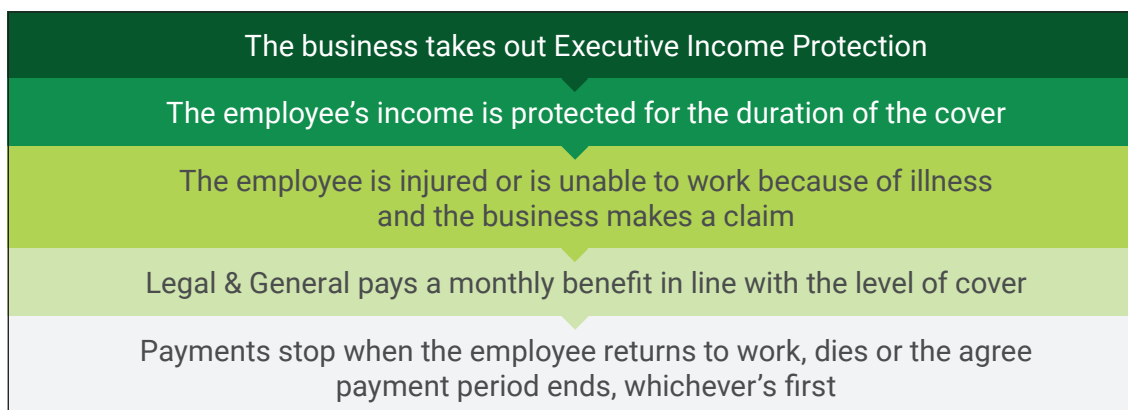 The business takes out Executive Income Protection
The employee’s income is protected for the duration of the cover
The employee is injured or is unable to work because of illness
and the business makes a claim
Legal & General pays a monthly benefit in line with the level of cover
Payments stop when the employee returns to work, dies or the agree
payment period ends, whichever’s first